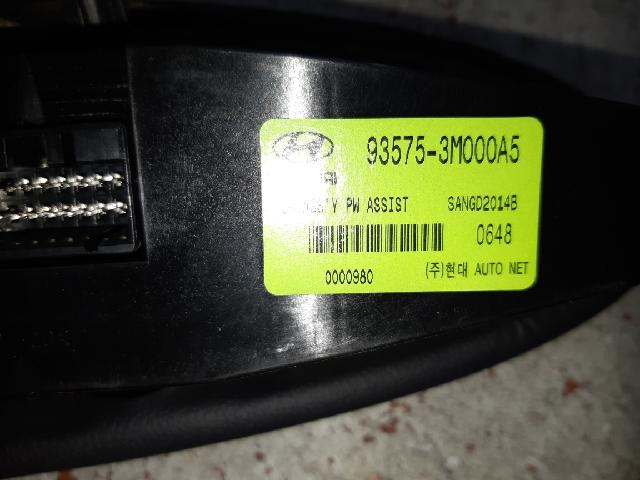 93575-3M000A5
PW ASSIST SANGD2014B
0648
0000980 (주)현대 AUTO NET